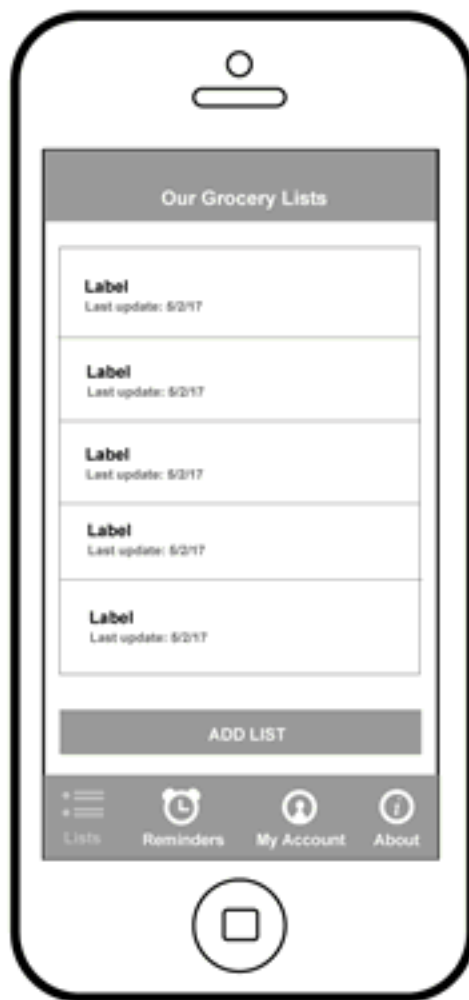 Our Grocery Lists
Label
Last update: 5/2/17
Label
Last update: 5/2/17
Label
Last update: 5/2/17
Label
Last update: 5/2/17
Label
Last update: 5/2/17
ADD LIST
Lists Reminders My Account About